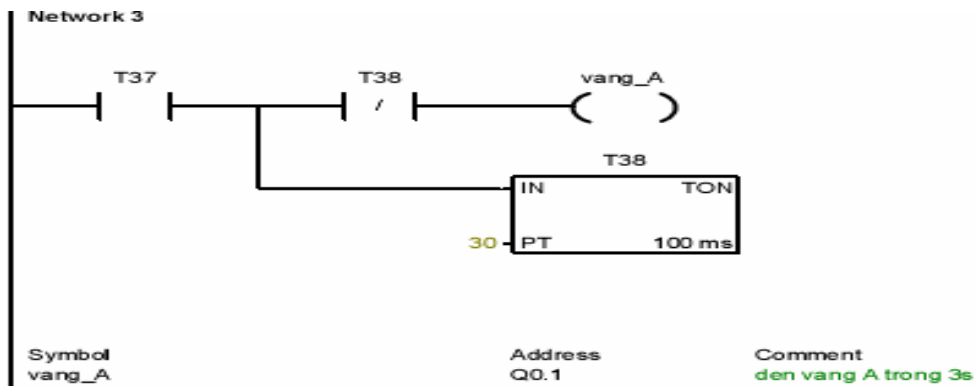 Network 3
T37 T38 vang_A
/
T38
IN TON
30 PT 100 ms
Symbol Address Comment
vang_A Q0.1 den vang A trong 3s